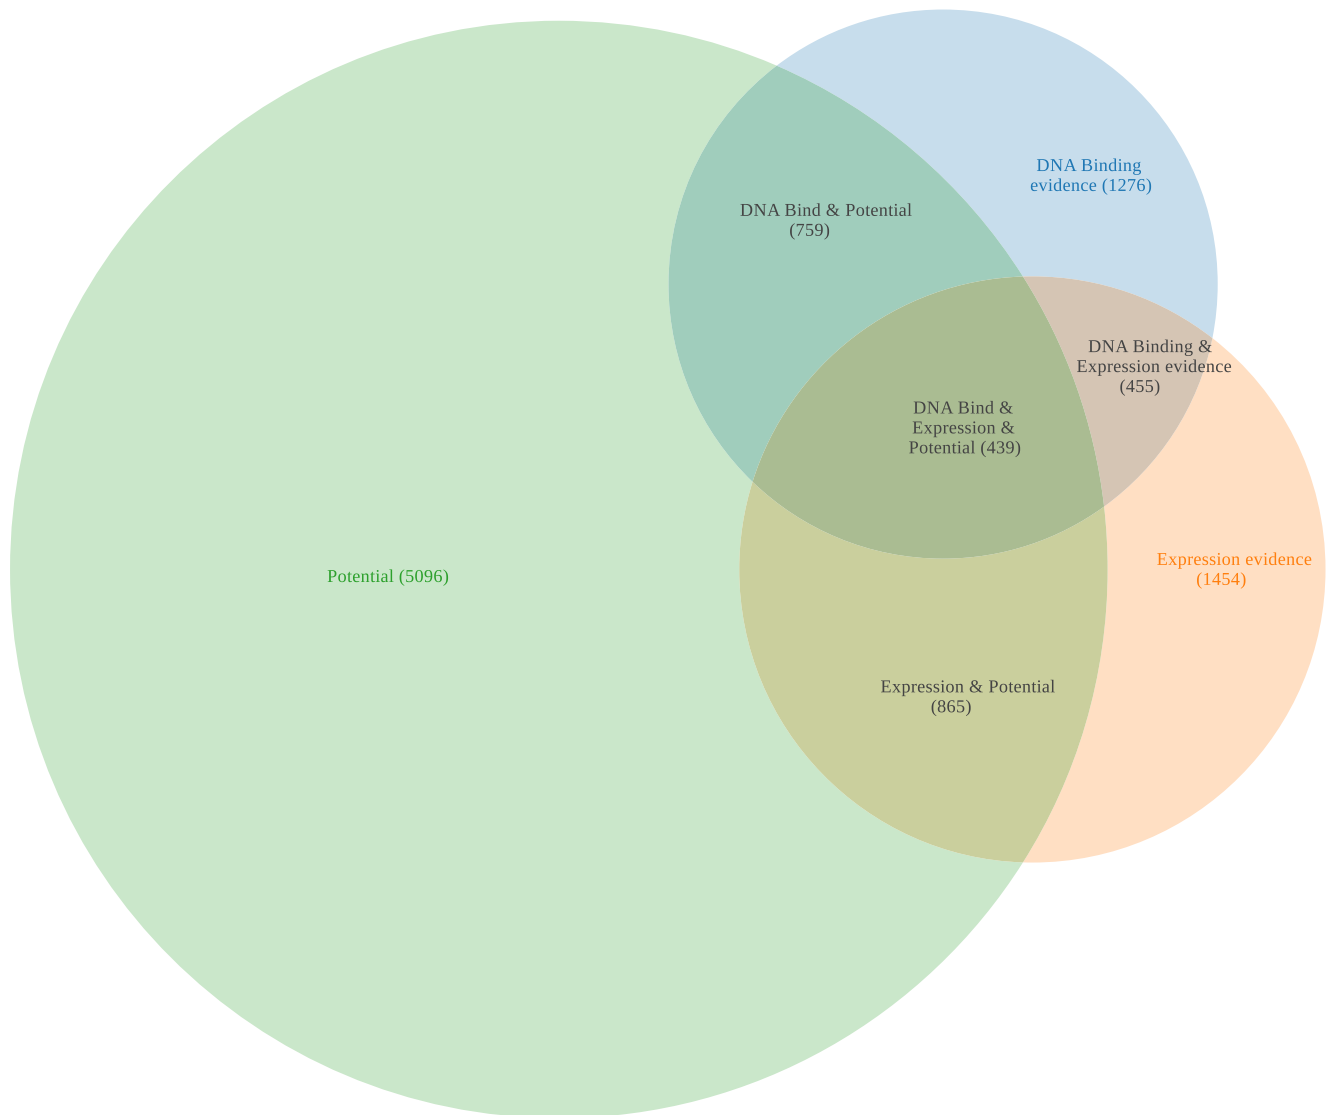 DNA Binding
evidence (1276)
DNA Bind & Potential
(759)
DNA Binding &
Expression evidence
(455)
DNA Bind &
Expression &
Potential (439)
Expression evidence
(1454)
Potential (5096)
Expression & Potential
(865)